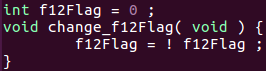 int f12Flag = 0 ;
void change_f12Flag( void ) {
        f12Flag = ! f12Flag ;
}